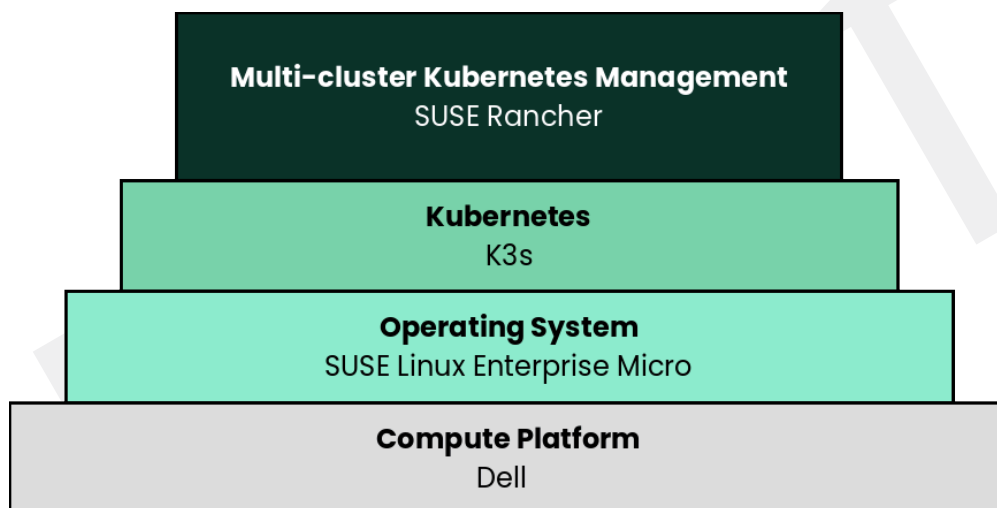 Multi-cluster Kubernetes Management
SUSE Rancher
Kubernetes
K3s
Operating System
SUSE Linux Enterprise Micro
Compute Platform
Dell